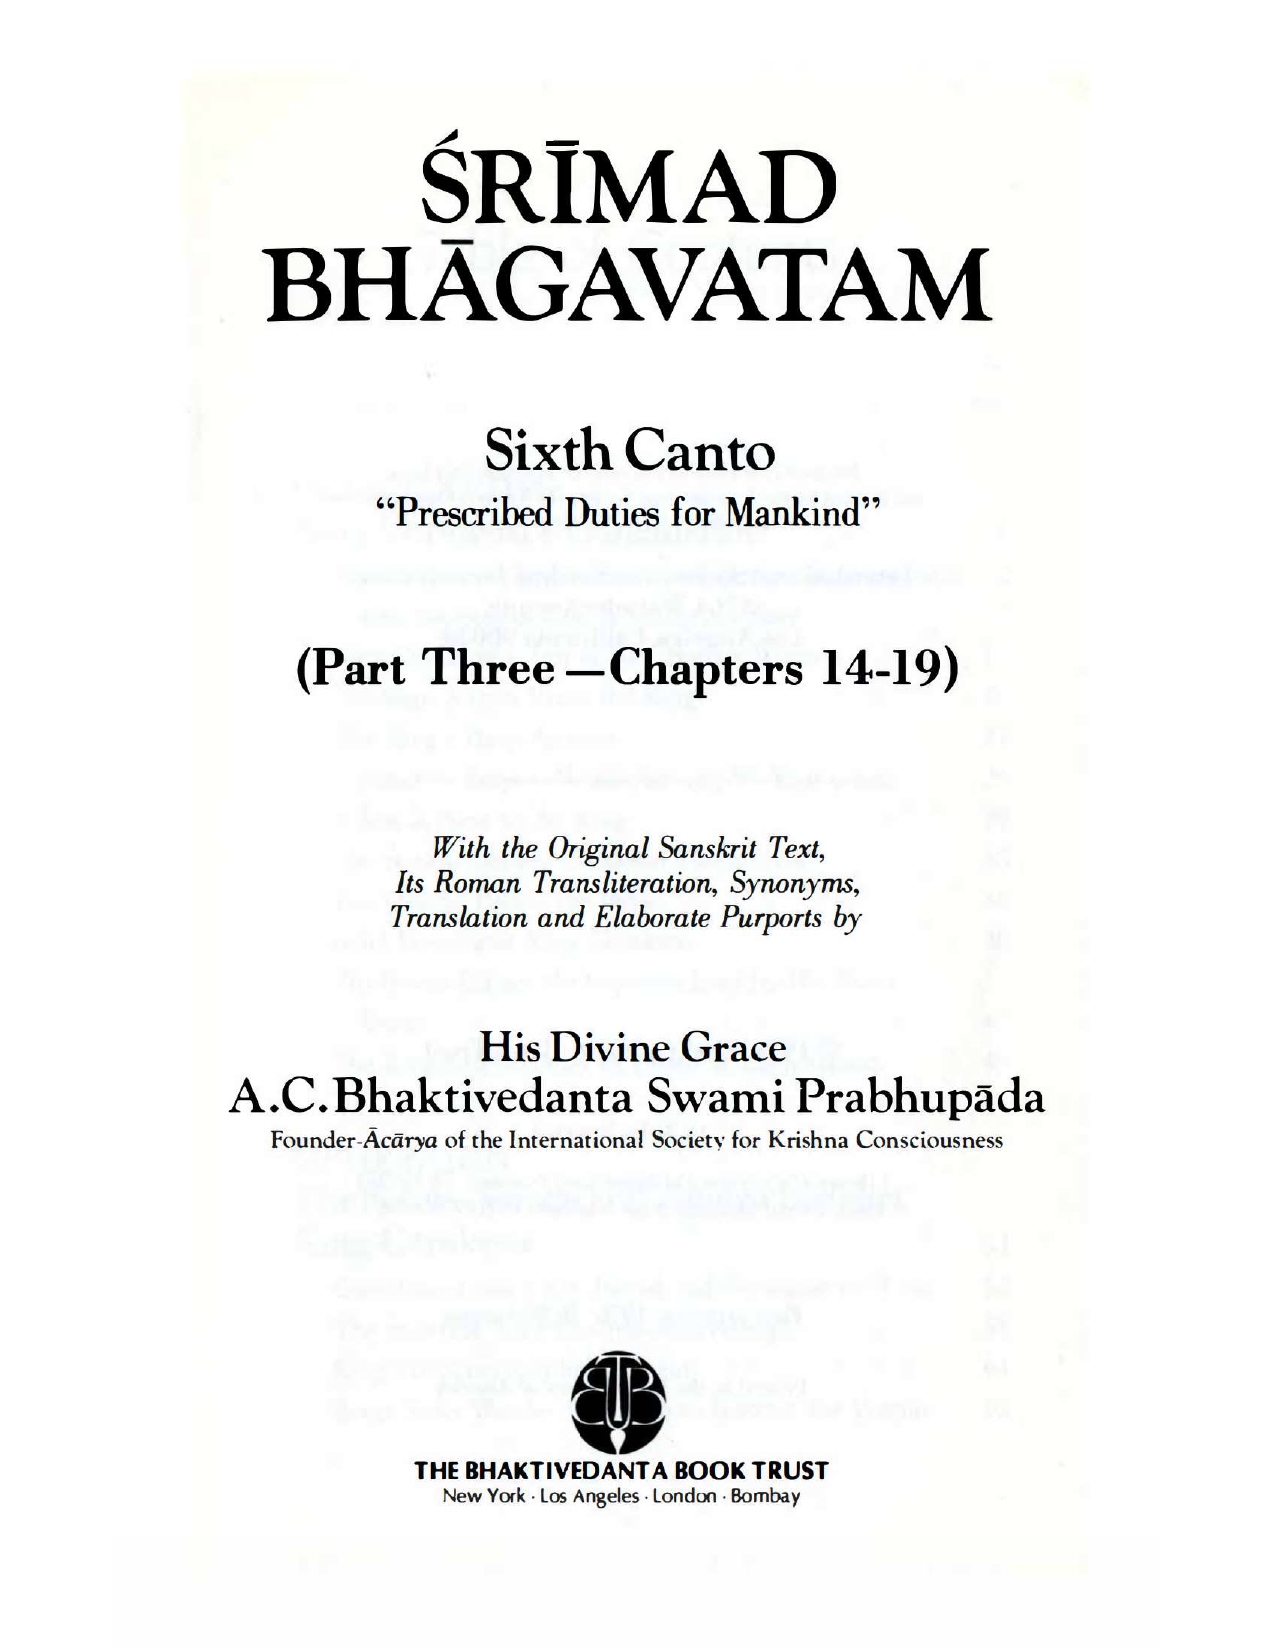 ŚRĪMAD
BHĀGAVATAM
Sixth Canto
“Prescribed Duties for Mankind”
(Part Three—Chapters 14-19)
With the Original Sanskrit Text,
Its Roman Transliteration, Synonyms,
Translation and Elaborate Purports by
His Divine Grace
A.C. Bhaktivedanta Swami Prabhupāda
Founder-Ācārya of the International Society for Krishna Consciousness
BBT
THE BHAKTIVEDANTA BOOK TRUST
New York · Los Angeles · London · Bombay